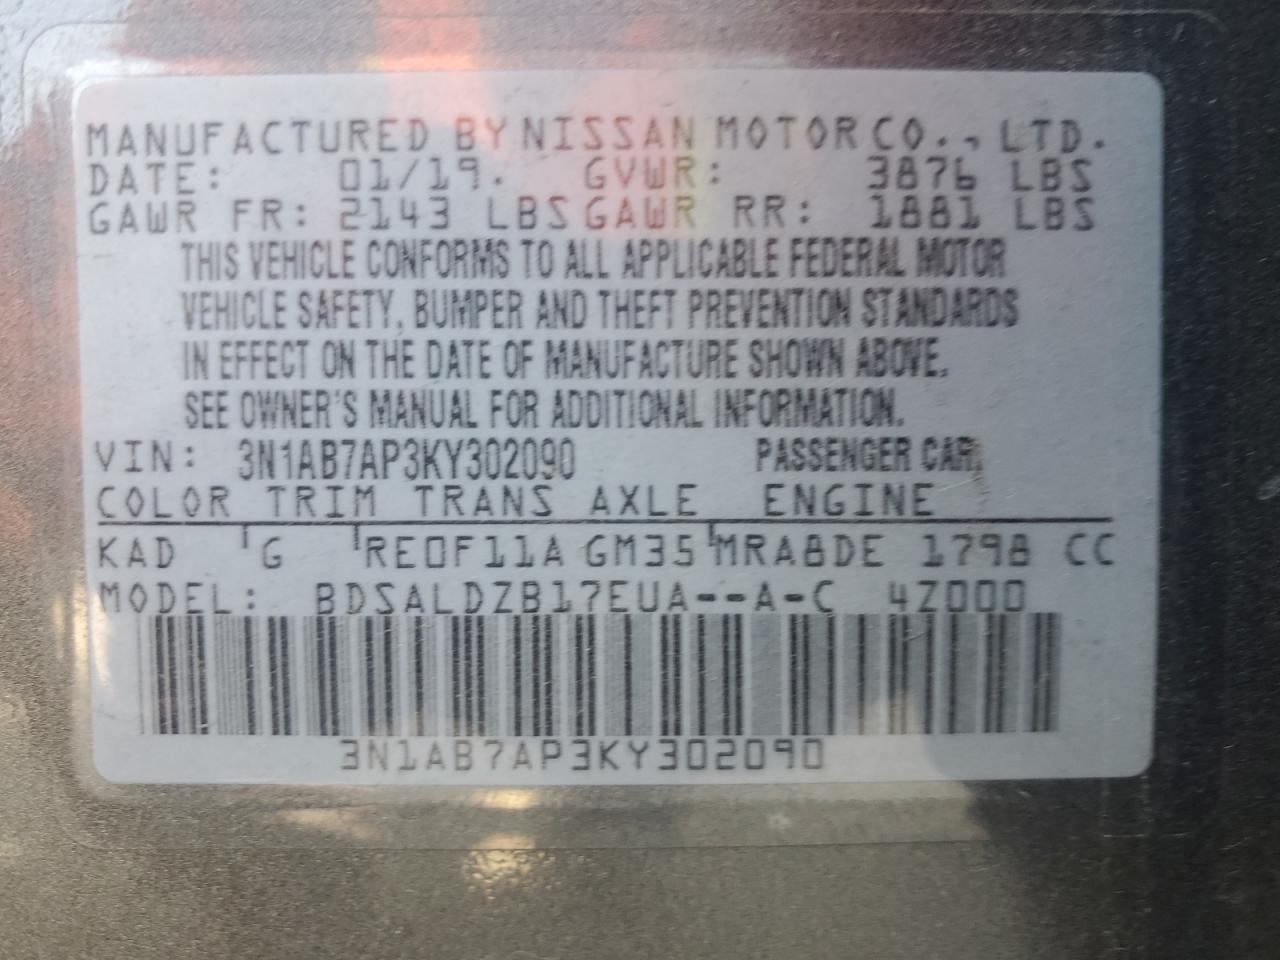 MANUFACTURED BY NISSAN MOTOR CO., LTD.
DATE: 01/19. GVWR: 3876 LBS
GAWR FR: 2143 LBS GAWR RR: 1881 LBS
THIS VEHICLE CONFORMS TO ALL APPLICABLE FEDERAL MOTOR
VEHICLE SAFETY, BUMPER AND THEFT PREVENTION STANDARDS
IN EFFECT ON THE DATE OF MANUFACTURE SHOWN ABOVE.
SEE OWNER'S MANUAL FOR ADDITIONAL INFORMATION.
VIN: 3N1AB7AP3KY302090 PASSENGER CAR
COLOR TRIM TRANS AXLE ENGINE
KAD G RE0F11A GM35 MRA8DE 1798 CC
MODEL: BDSALDZB17EUA--A-C 4Z000
3N1AB7AP3KY302090